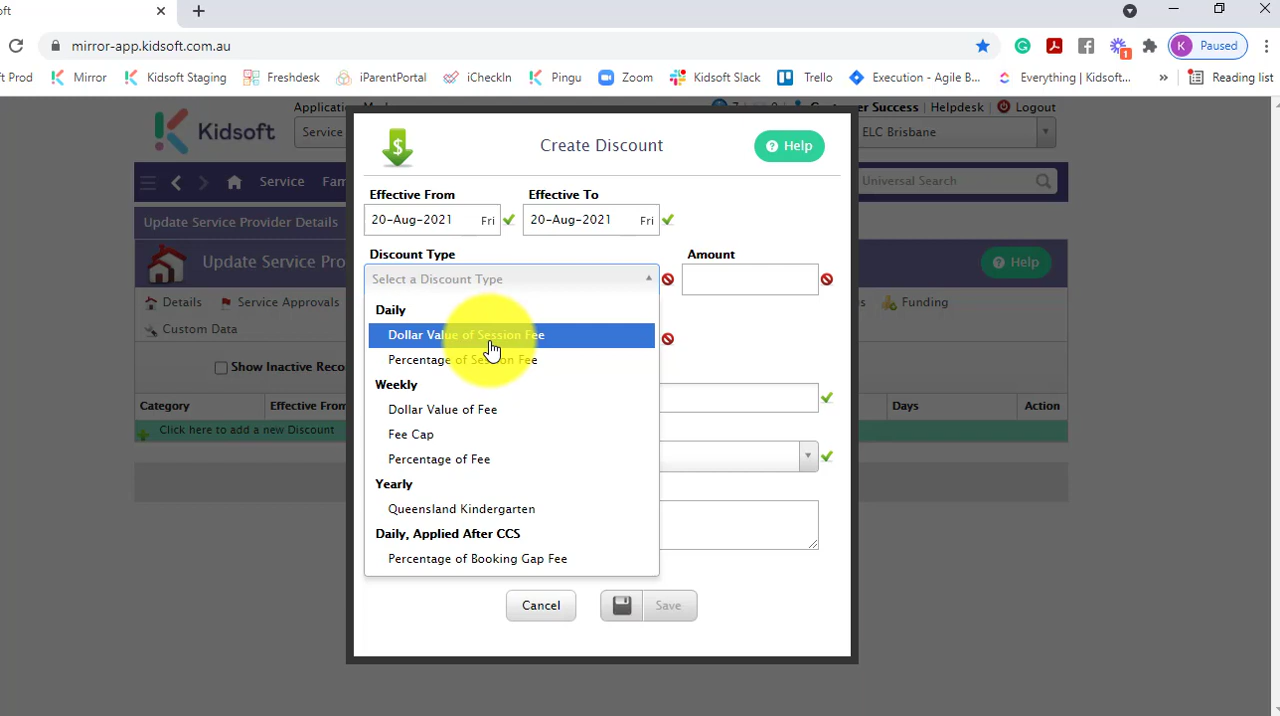 oft
mirror-app.kidsoft.com.au
K Paused
ft Prod Mirror Kidsoft Staging Freshdesk iParentPortal iCheckIn Pingu Zoom Kidsoft Slack Trello Execution - Agile B... Everything | Kidsoft... » Reading list
1
Kidsoft
Service
Customer Success Helpdesk Logout
ELC Brisbane
Service Fam
Universal Search
Update Service Provider Details
Update Service Pro
Help
Details Service Approvals
Funding
Custom Data
Show Inactive Reco
Category Effective From Days Action
Click here to add a new Discount
Create Discount
Help
Effective From Effective To
20-Aug-2021 Fri 20-Aug-2021 Fri
Discount Type Amount
Select a Discount Type
Daily
Dollar Value of Session Fee
Percentage of Session Fee
Weekly
Dollar Value of Fee
Fee Cap
Percentage of Fee
Yearly
Queensland Kindergarten
Daily, Applied After CCS
Percentage of Booking Gap Fee
Cancel Save